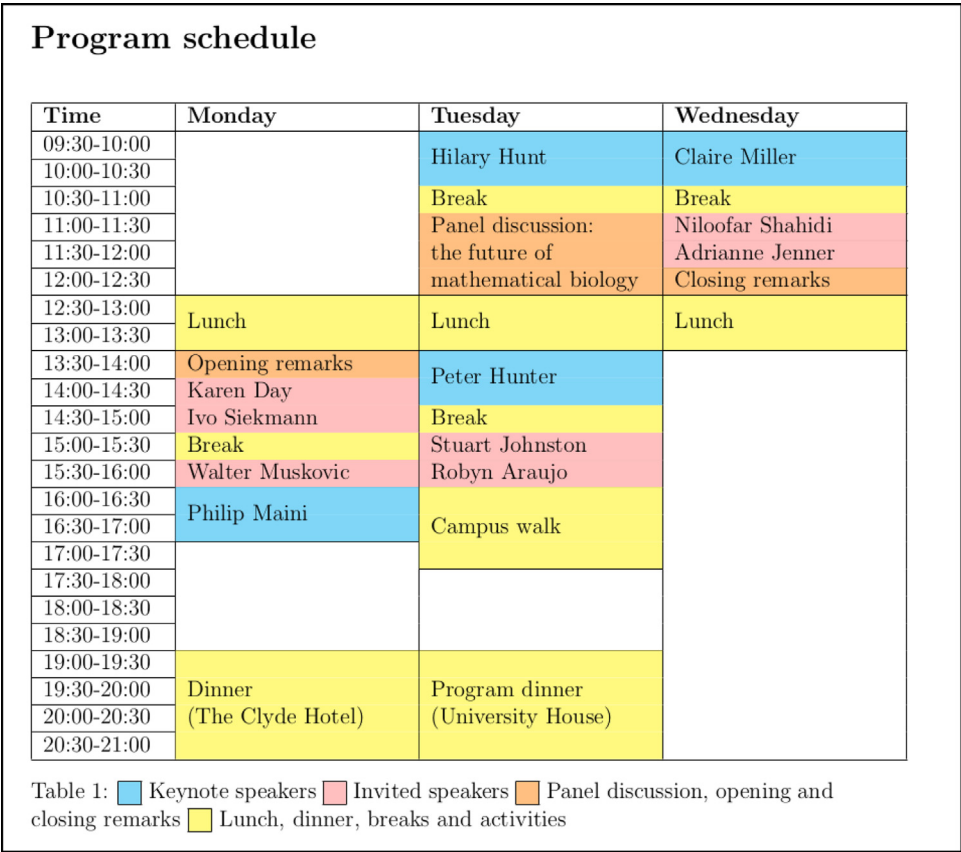 Program schedule
Time Monday Tuesday Wednesday
09:30-10:00
Hilary Hunt Claire Miller
10:00-10:30
10:30-11:00 Break Break
11:00-11:30 Panel discussion: Niloofar Shahidi
11:30-12:00 the future of Adrianne Jenner
12:00-12:30 mathematical biology Closing remarks
12:30-13:00
Lunch Lunch Lunch
13:00-13:30
13:30-14:00 Opening remarks
Peter Hunter
14:00-14:30 Karen Day
14:30-15:00 Ivo Siekmann Break
15:00-15:30 Break Stuart Johnston
15:30-16:00 Walter Muskovic Robyn Araujo
16:00-16:30
Philip Maini
16:30-17:00 Campus walk
17:00-17:30
17:30-18:00
18:00-18:30
18:30-19:00
19:00-19:30
19:30-20:00 Dinner Program dinner
20:00-20:30 (The Clyde Hotel) (University House)
20:30-21:00
Table 1: Keynote speakers Invited speakers Panel discussion, opening and
closing remarks Lunch, dinner, breaks and activities